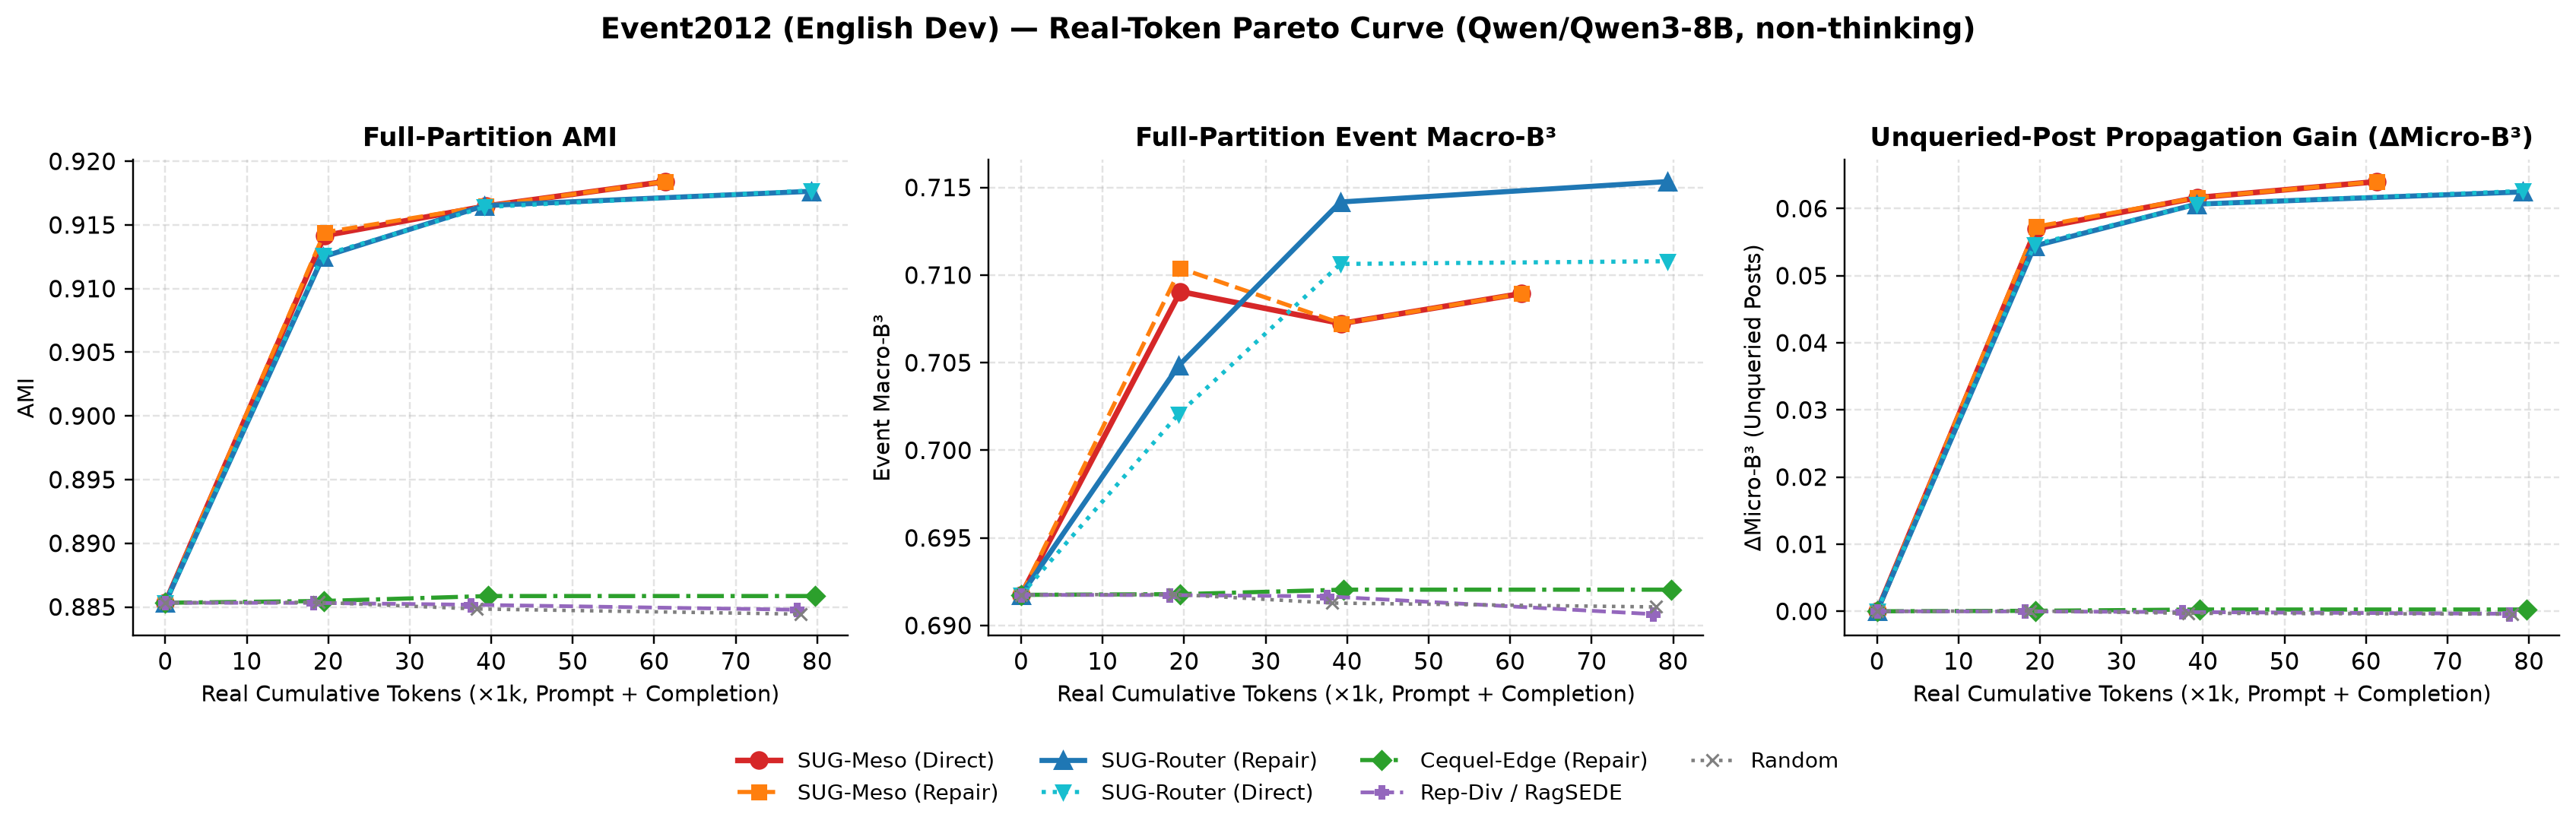 Event2012 (English Dev) — Real-Token Pareto Curve (Qwen/Qwen3-8B, non-thinking)
Full-Partition AMI
0.920
0.915
0.910
0.905
0.900
0.895
0.890
0.885
AMI
0 10 20 30 40 50 60 70 80
Real Cumulative Tokens (×1k, Prompt + Completion)
Full-Partition Event Macro-B³
0.715
0.710
0.705
0.700
0.695
0.690
Event Macro-B³
0 10 20 30 40 50 60 70 80
Real Cumulative Tokens (×1k, Prompt + Completion)
Unqueried-Post Propagation Gain (ΔMicro-B³)
0.06
0.05
0.04
0.03
0.02
0.01
0.00
ΔMicro-B³ (Unqueried Posts)
0 10 20 30 40 50 60 70 80
Real Cumulative Tokens (×1k, Prompt + Completion)
SUG-Meso (Direct)
SUG-Meso (Repair)
SUG-Router (Repair)
SUG-Router (Direct)
Cequel-Edge (Repair)
Rep-Div / RagSEDE
Random